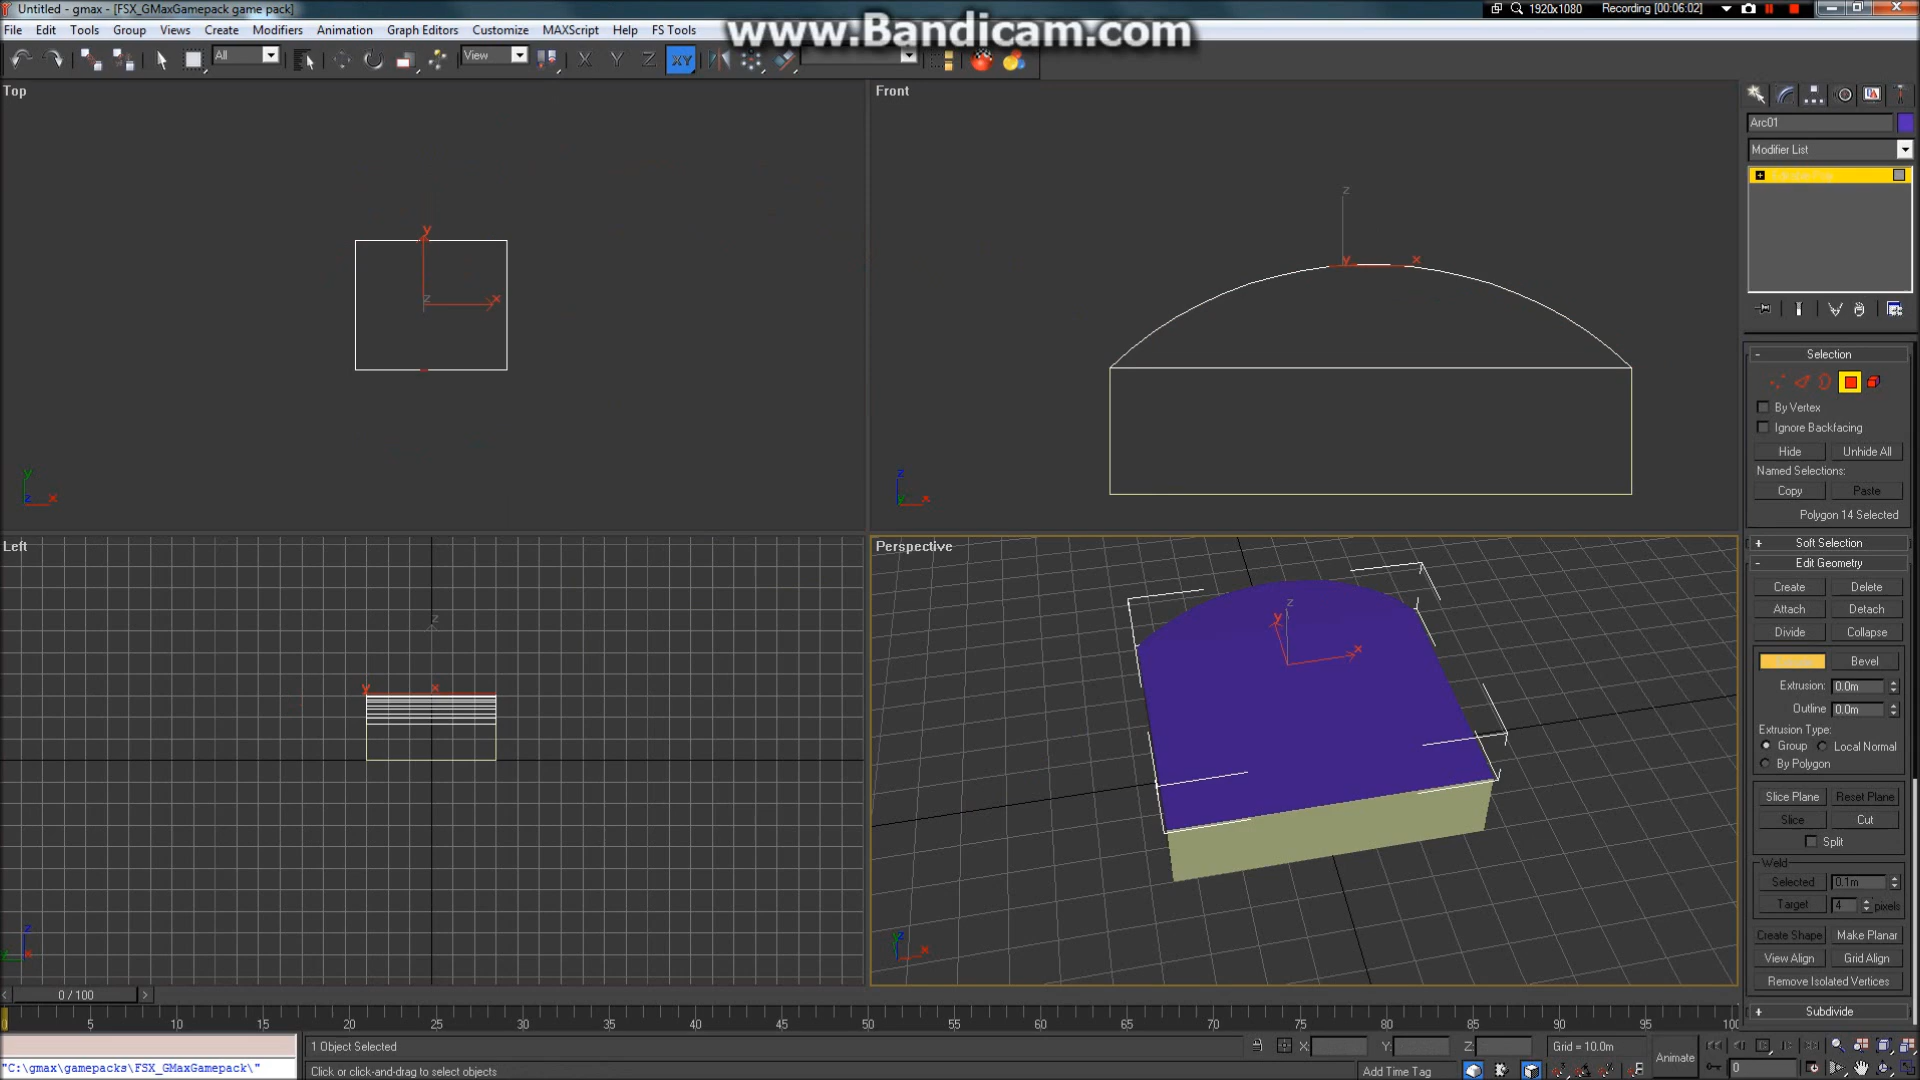 Untitled - gmax - [FSX_GMaxGamepack game pack]
www.Bandicam.com
1920x1080 Recording [00:06:02]
File Edit Tools Group Views Create Modifiers Animation Graph Editors Customize MAXScript Help FS Tools
All View X Y Z XY
Top
Front
Left
Perspective
Arc01
Modifier List
Selection
By Vertex
Ignore Backfacing
Hide Unhide All
Named Selections:
Copy Paste
Polygon 14 Selected
Soft Selection
Edit Geometry
Create Delete
Attach Detach
Divide Collapse
Bevel
Extrusion: 0.0m
Outline 0.0m
Extrusion Type:
Group Local Normal
By Polygon
Slice Plane Reset Plane
Slice Cut
Split
Weld
Selected 0.1m
Target 4 pixels
Create Shape Make Planar
View Align Grid Align
Remove Isolated Vertices
Subdivide
0 / 100
5 10 15 20 25 30 35 40 45 50 55 60 65 70 75 80 85 90 95 100
1 Object Selected X: Y: Z: Grid = 10.0m
Animate
"C:\gmax\gamepacks\FSX_GMaxGamepack\"
Click or click-and-drag to select objects
Add Time Tag
0